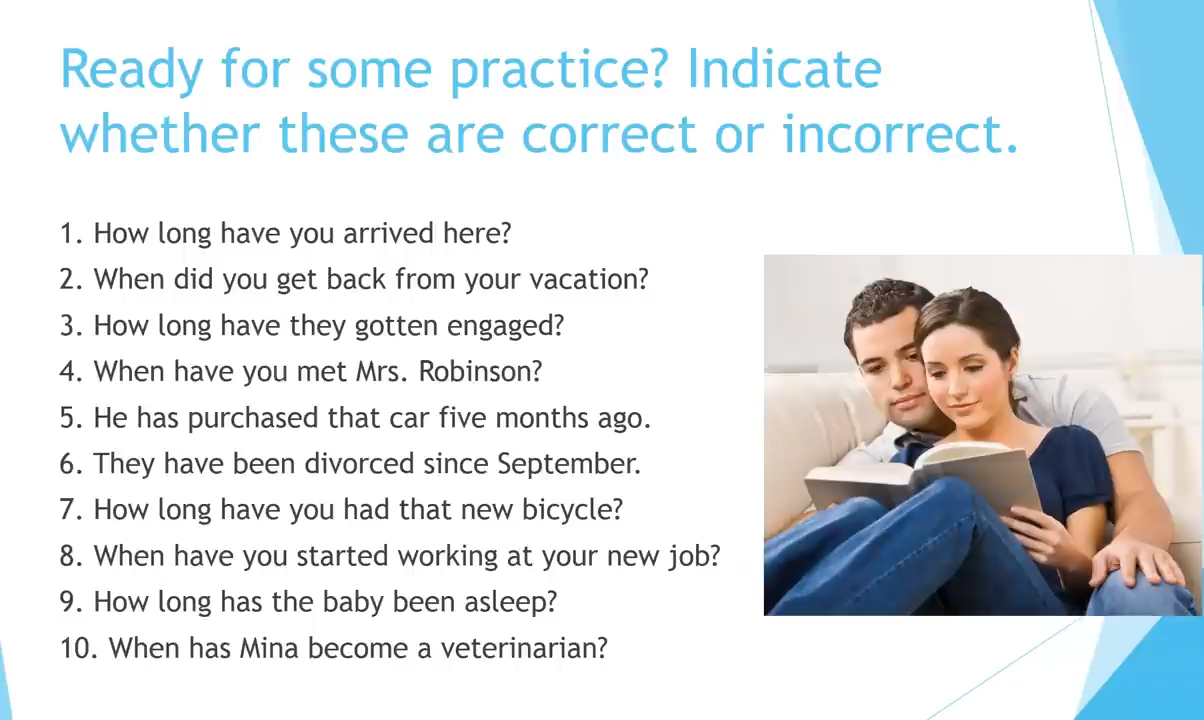 Ready for some practice? Indicate
whether these are correct or incorrect.
1. How long have you arrived here?
2. When did you get back from your vacation?
3. How long have they gotten engaged?
4. When have you met Mrs. Robinson?
5. He has purchased that car five months ago.
6. They have been divorced since September.
7. How long have you had that new bicycle?
8. When have you started working at your new job?
9. How long has the baby been asleep?
10. When has Mina become a veterinarian?